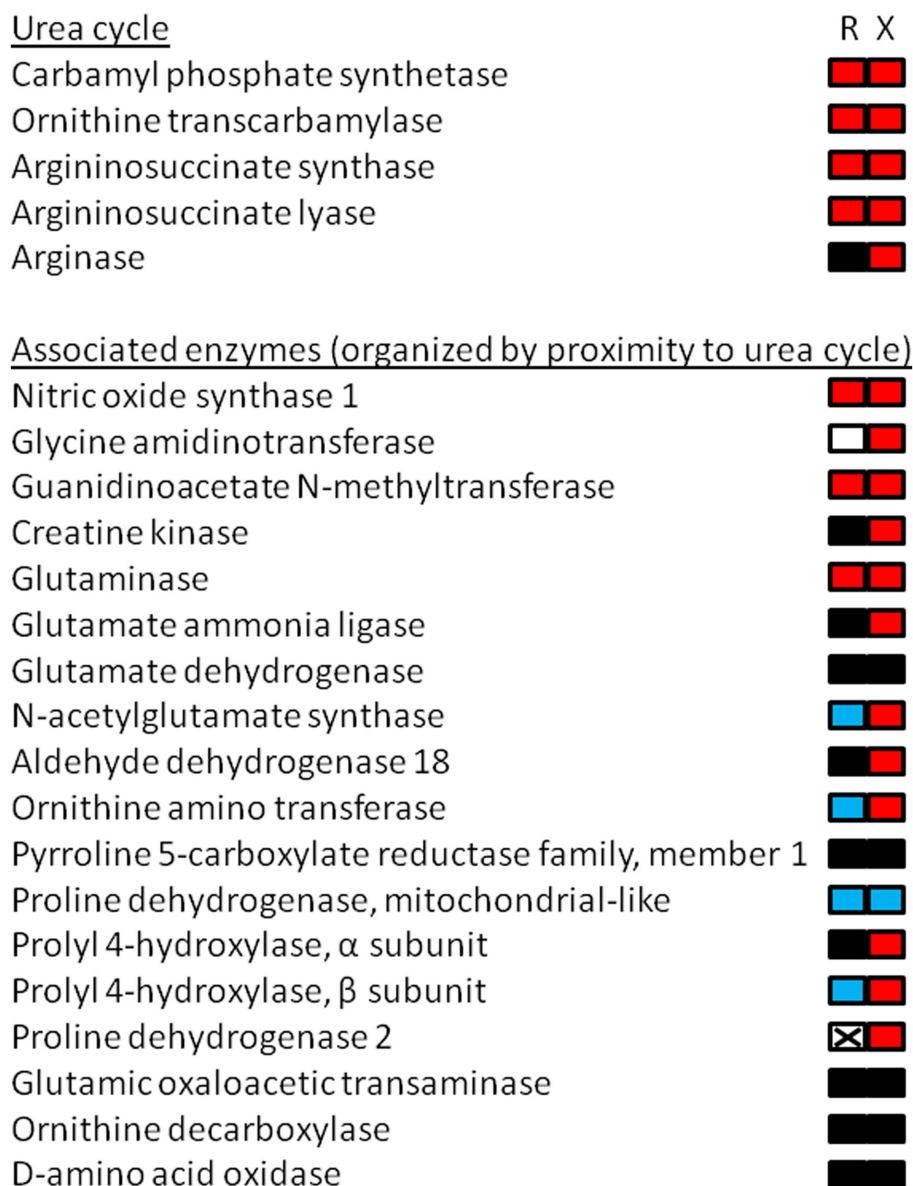 Urea cycle R X
Carbamyl phosphate synthetase
Ornithine transcarbamylase
Argininosuccinate synthase
Argininosuccinate lyase
Arginase
Associated enzymes (organized by proximity to urea cycle)
Nitric oxide synthase 1
Glycine amidinotransferase
Guanidinoacetate N-methyltransferase
Creatine kinase
Glutaminase
Glutamate ammonia ligase
Glutamate dehydrogenase
N-acetylglutamate synthase
Aldehyde dehydrogenase 18
Ornithine amino transferase
Pyrroline 5-carboxylate reductase family, member 1
Proline dehydrogenase, mitochondrial-like
Prolyl 4-hydroxylase, α subunit
Prolyl 4-hydroxylase, β subunit
Proline dehydrogenase 2
Glutamic oxaloacetic transaminase
Ornithine decarboxylase
D-amino acid oxidase